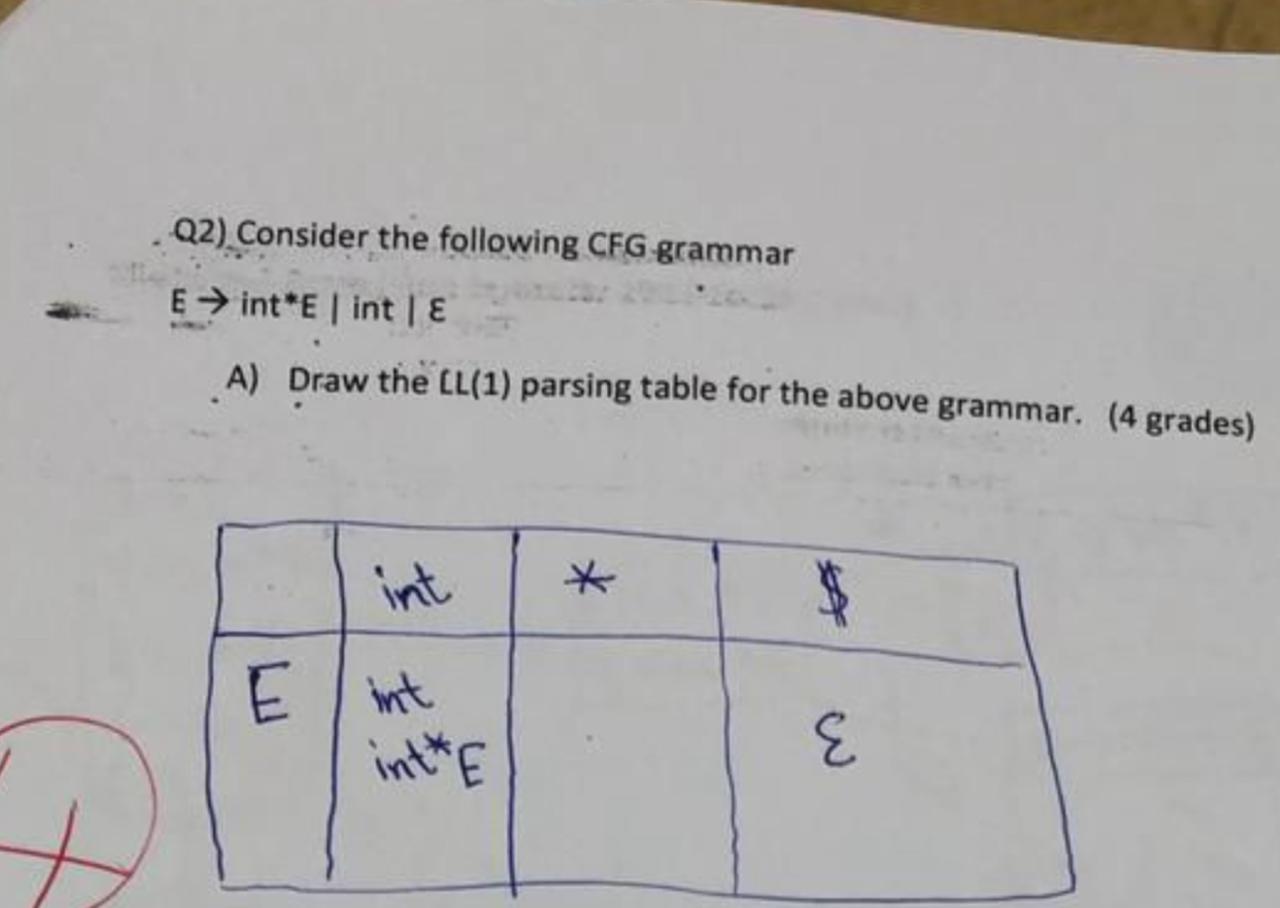 Q2) Consider the following CFG grammar
E → int*E | int | ε
A) Draw the LL(1) parsing table for the above grammar. (4 grades)
int * $
E int ε
int*E